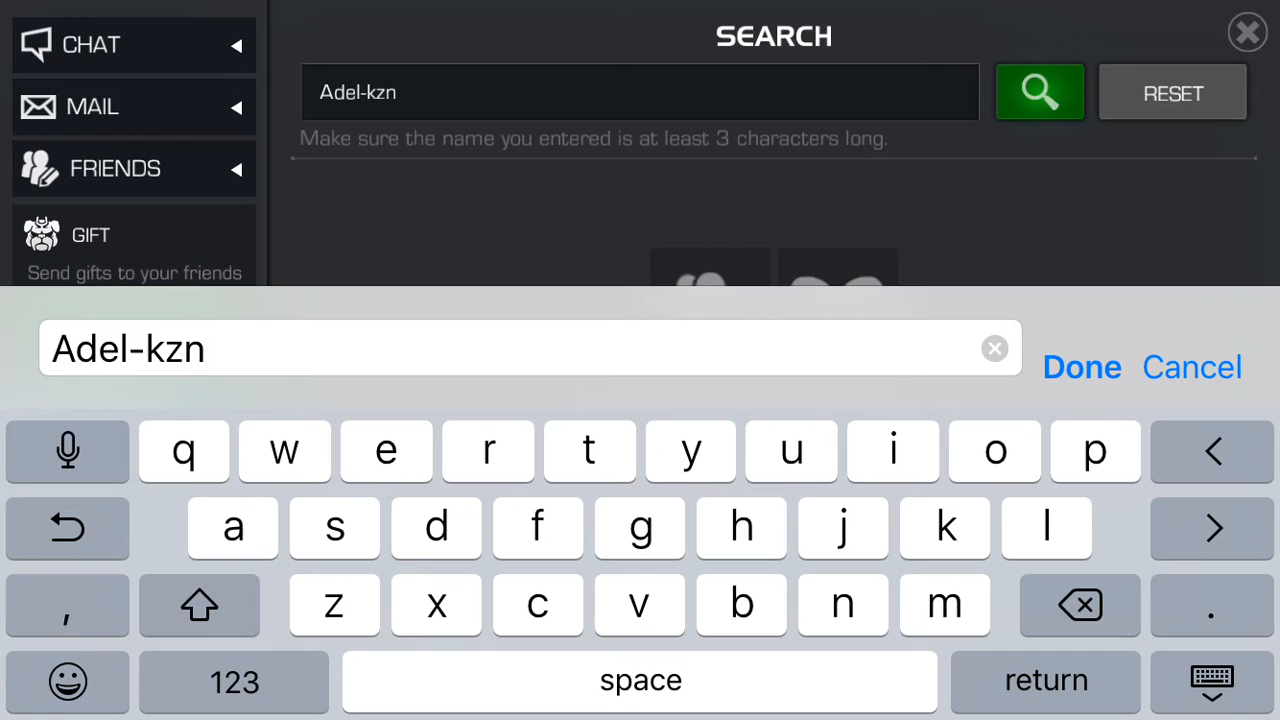 CHAT
MAIL
FRIENDS
GIFT
Send gifts to your friends
SEARCH
Adel-kzn
RESET
Make sure the name you entered is at least 3 characters long.
Adel-kzn
Done Cancel
q w e r t y u i o p <
a s d f g h j k l >
, z x c v b n m .
123 space return